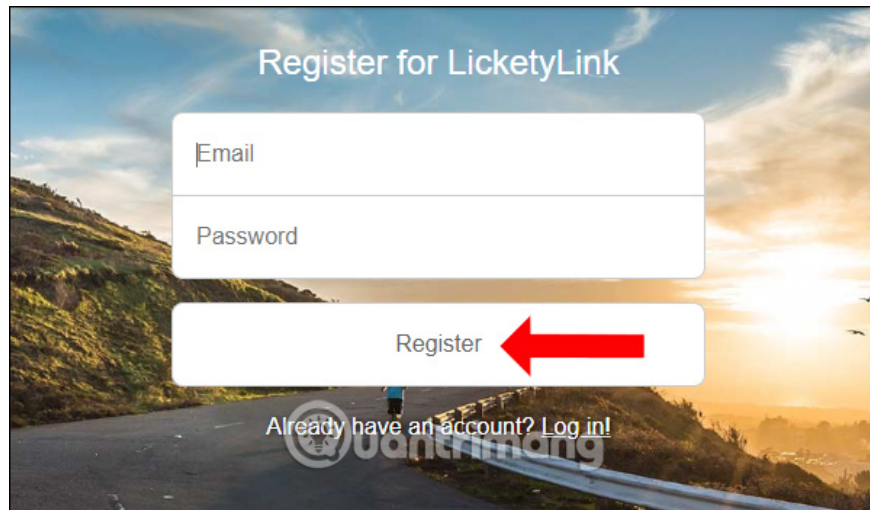 Register for LicketyLink
Email
Password
Register
Already have an account? Log in!
Quantrimang